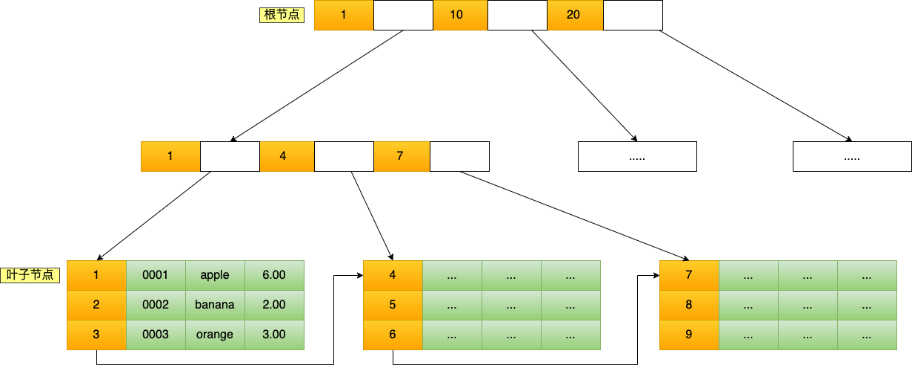 根节点 1 10 20
1 4 7 ..... .....
叶子节点 1 0001 apple 6.00 4 ... ... ... 7 ... ... ...
2 0002 banana 2.00 5 ... ... ... 8 ... ... ...
3 0003 orange 3.00 6 ... ... ... 9 ... ... ...